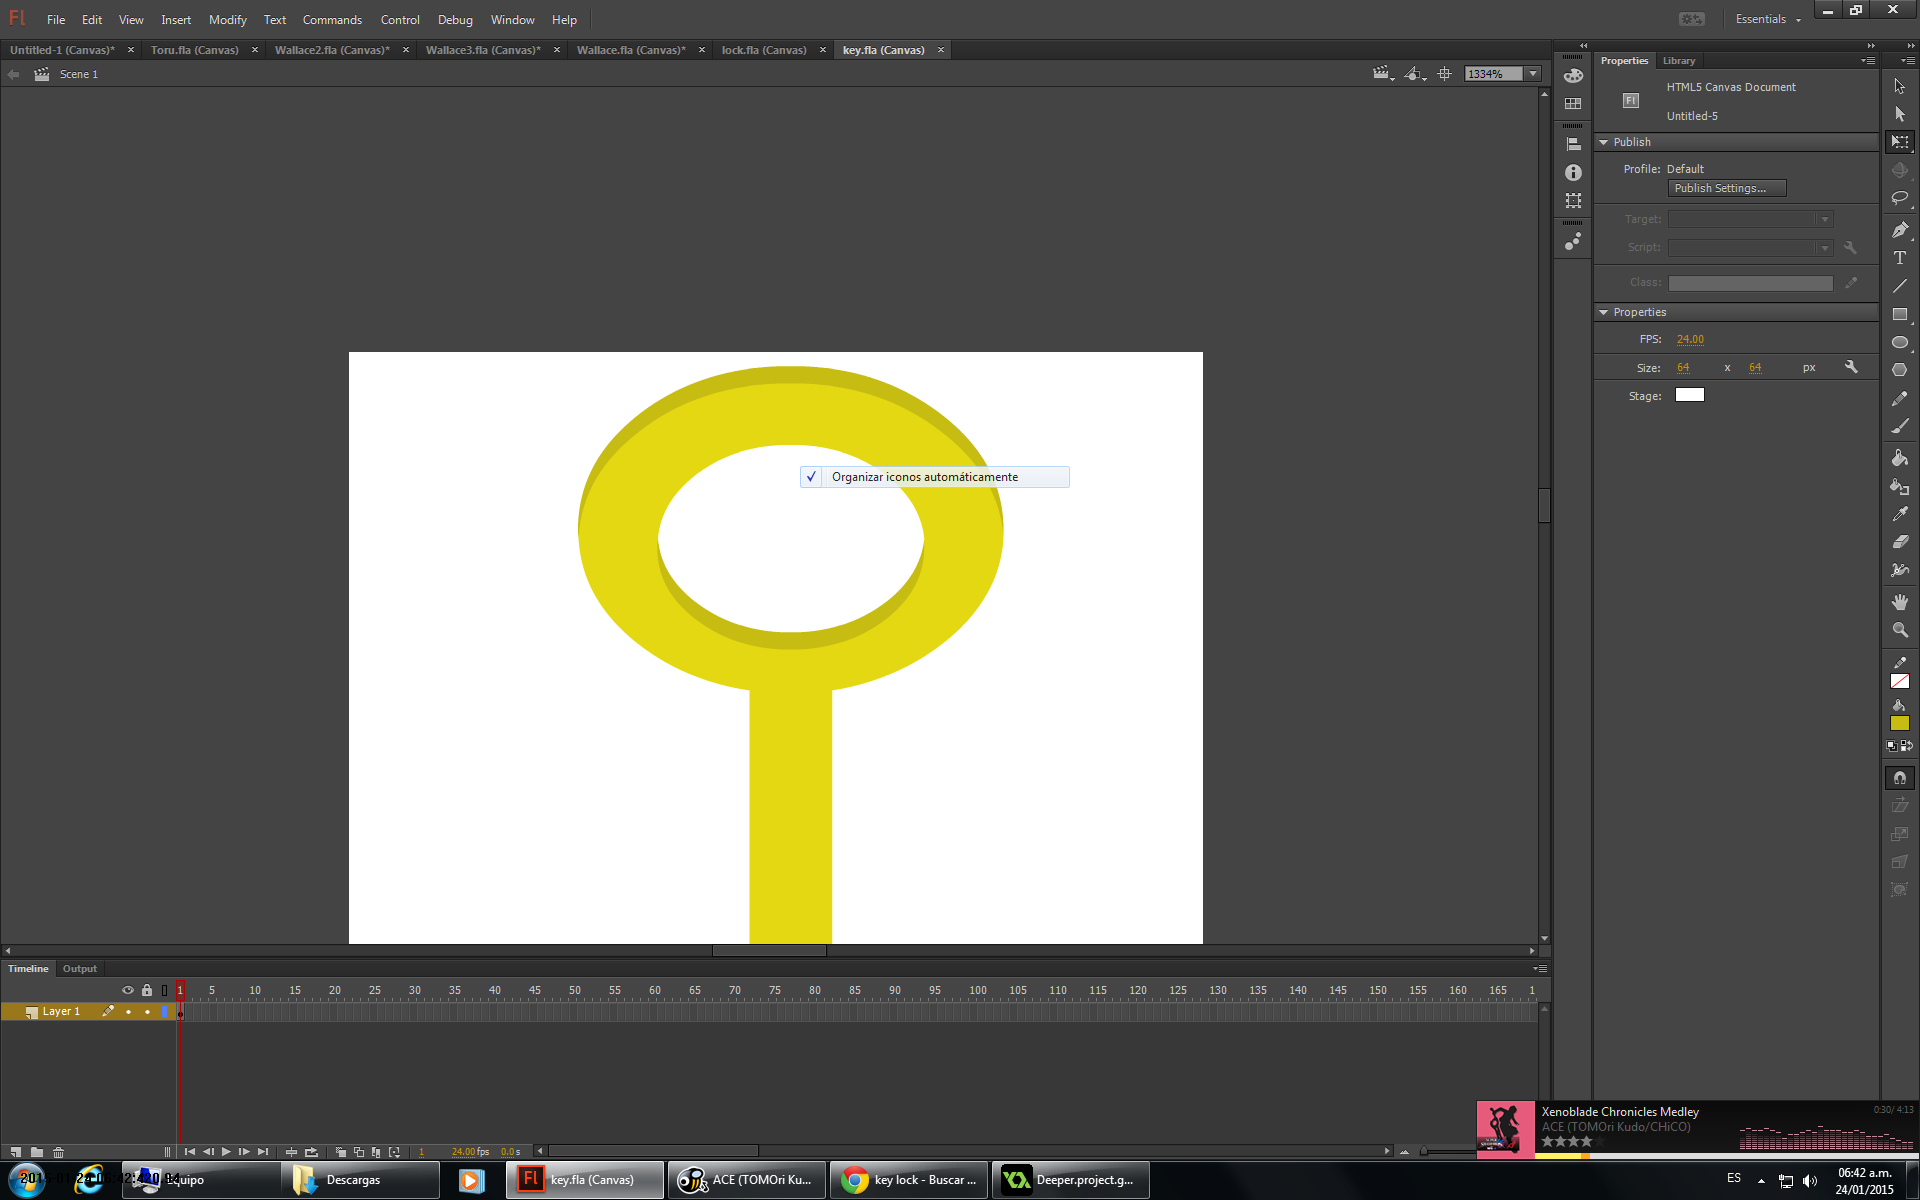 Fl File Edit View Insert Modify Text Commands Control Debug Window Help Essentials
Untitled-1 (Canvas)* Toru.fla (Canvas) Wallace2.fla (Canvas)* Wallace3.fla (Canvas)* Wallace.fla (Canvas)* lock.fla (Canvas) key.fla (Canvas)
Scene 1 1334%
Properties Library
HTML5 Canvas Document
Fl
Untitled-5
Publish
Profile: Default
Publish Settings...
Target:
Script:
Class:
Properties
FPS: 24.00
Size: 64 x 64 px
Stage:
Organizar iconos automáticamente
Timeline Output
1 5 10 15 20 25 30 35 40 45 50 55 60 65 70 75 80 85 90 95 100 105 110 115 120 125 130 135 140 145 150 155 160 165 1
Layer 1
1 24.00 fps 0.0 s
Xenoblade Chronicles Medley 0:30/ 4:13
ACE (TOMOri Kudo/CHiCO)
Equipo Descargas Fl key.fla (Canvas) ACE (TOMOri Ku... key lock - Buscar ... Deeper.project.g... ES 06:42 a.m.
24/01/2015